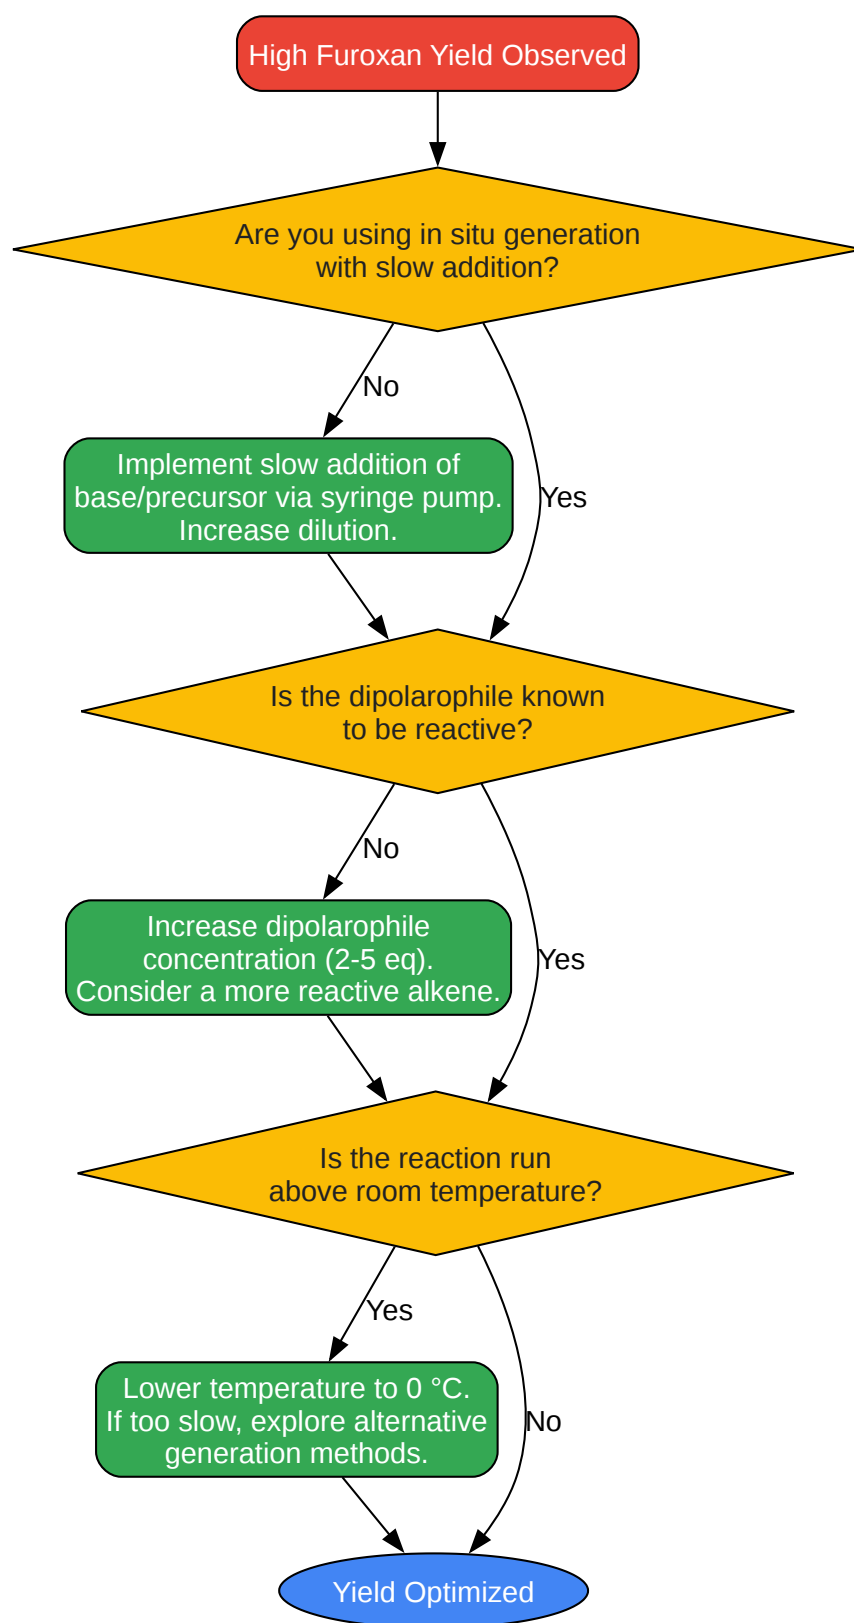 High Furoxan Yield Observed
Are you using in situ generation
with slow addition?
No
Implement slow addition of
base/precursor via syringe pump.
Increase dilution.
Yes
Is the dipolarophile known
to be reactive?
No
Increase dipolarophile
concentration (2-5 eq).
Consider a more reactive alkene.
Yes
Is the reaction run
above room temperature?
Yes
Lower temperature to 0 °C.
If too slow, explore alternative
generation methods.
No
Yield Optimized